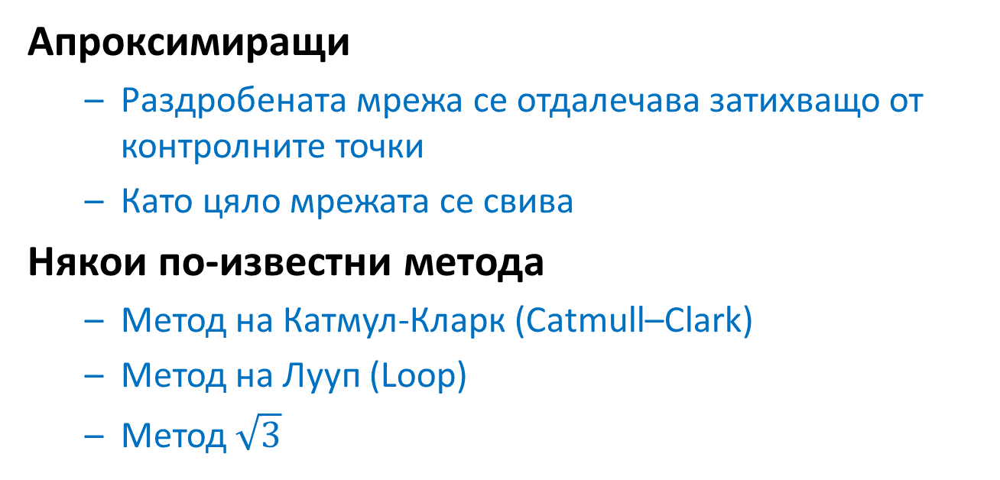 Апроксимиращи
– Раздробената мрежа се отдалечава затихващо от
контролните точки
– Като цяло мрежата се свива
Някои по-известни метода
– Метод на Катмул-Кларк (Catmull–Clark)
– Метод на Лууп (Loop)
– Метод √3